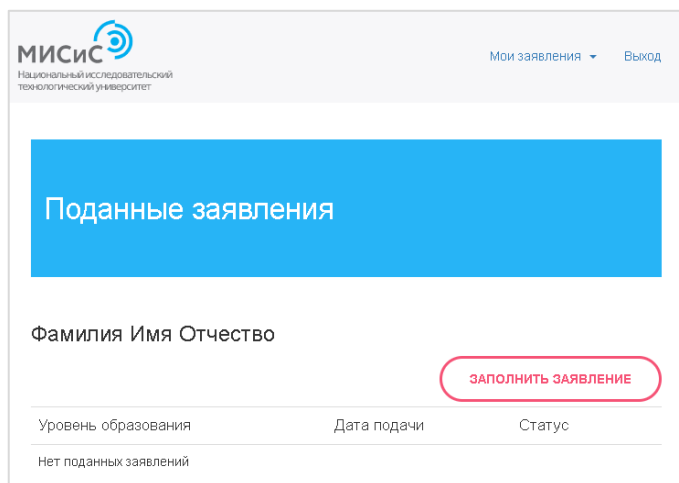 МИСиС
Национальный исследовательский
технологический университет
Мои заявления Выход
Поданные заявления
Фамилия Имя Отчество
ЗАПОЛНИТЬ ЗАЯВЛЕНИЕ
Уровень образования Дата подачи Статус
Нет поданных заявлений